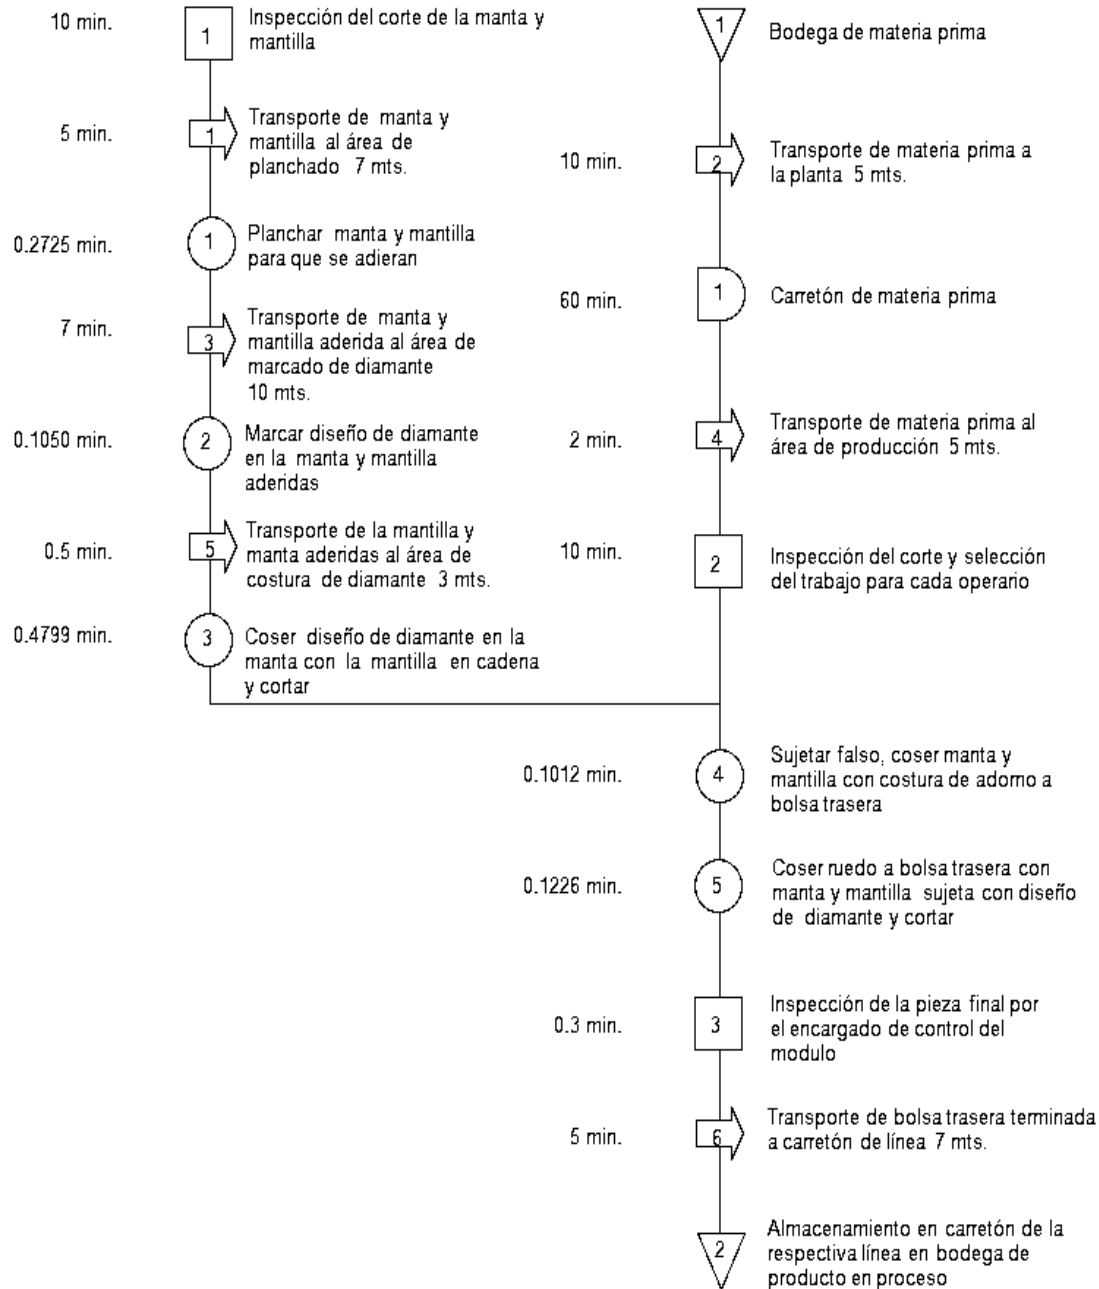 10 min.
1
Inspección del corte de la manta y
mantilla
5 min.
1
Transporte de manta y
mantilla al área de
planchado 7 mts.
0.2725 min.
1
Planchar manta y mantilla
para que se adieran
7 min.
3
Transporte de manta y
mantilla aderida al área de
marcado de diamante
10 mts.
0.1050 min.
2
Marcar diseño de diamante
en la manta y mantilla
aderidas
0.5 min.
5
Transporte de la mantilla y
manta aderidas al área de
costura de diamante 3 mts.
0.4799 min.
3
Coser diseño de diamante en la
manta con la mantilla en cadena
y cortar
1
Bodega de materia prima
10 min.
2
Transporte de materia prima a
la planta 5 mts.
60 min.
1
Carretón de materia prima
2 min.
4
Transporte de materia prima al
área de producción 5 mts.
10 min.
2
Inspección del corte y selección
del trabajo para cada operario
0.1012 min.
4
Sujetar falso, coser manta y
mantilla con costura de adorno a
bolsa trasera
0.1226 min.
5
Coser ruedo a bolsa trasera con
manta y mantilla sujeta con diseño
de diamante y cortar
0.3 min.
3
Inspección de la pieza final por
el encargado de control del
modulo
5 min.
6
Transporte de bolsa trasera terminada
a carretón de línea 7 mts.
2
Almacenamiento en carretón de la
respectiva línea en bodega de
producto en proceso